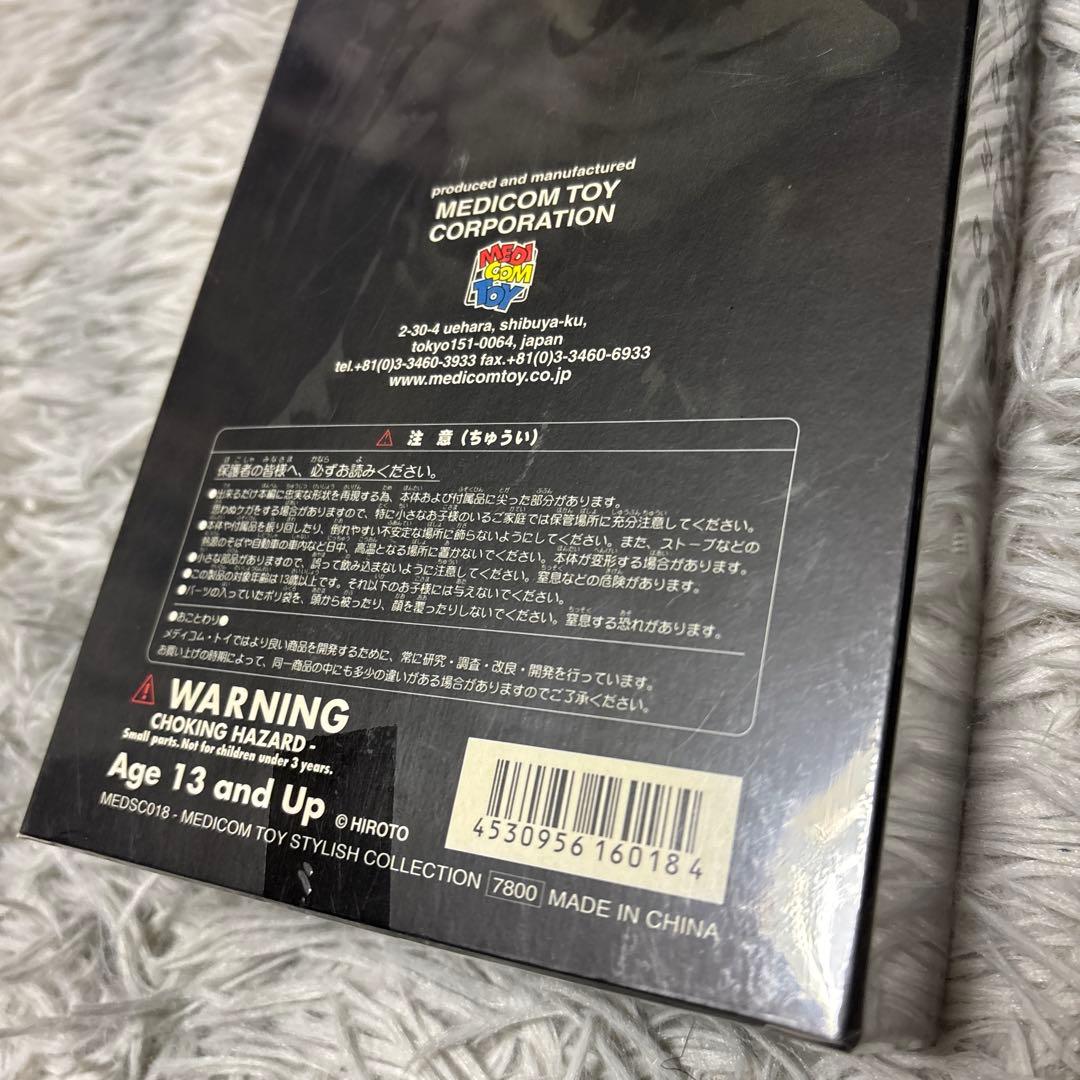 produced and manufactured
MEDICOM TOY
CORPORATION
MEDI
COM
TOY
2-30-4 uehara, shibuya-ku,
tokyo151-0064, japan
tel.+81(0)3-3460-3933 fax.+81(0)3-3460-6933
www.medicomtoy.co.jp
注 意(ちゅうい)
保護者の皆様へ、必ずお読みください。
●出来るだけ本編に忠実な形状を再現する為、本体および付属品に尖った部分があります。
思わぬケガをする場合がありますので、特に小さなお子様のいるご家庭では保管場所に充分注意してください。
●本体や付属品を振り回したり、倒れやすい不安定な場所に飾らないようにしてください。また、ストーブなどの
熱源のそばや自動車の車内など日中、高温となる場所に置かないでください。本体が変形する場合があります。
●小さな部品がありますので、誤って飲み込まないように注意してください。窒息などの危険があります。
●この製品の対象年齢は13歳以上です。それ以下のお子様には与えないでください。
●パーツの入っていたポリ袋を、頭から被ったり、顔を覆ったりしないでください。窒息する恐れがあります。
●おことわり●
メディコム・トイではより良い商品を開発するために、常に研究・調査・改良・開発を行っています。
お買い上げの時期によって、同一商品の中にも多少の違いがある場合がありますのでご了承ください。
WARNING
CHOKING HAZARD -
Small parts. Not for children under 3 years.
Age 13 and Up © HIROTO
MEDSC018 - MEDICOM TOY STYLISH COLLECTION 7800 MADE IN CHINA
4530956160184